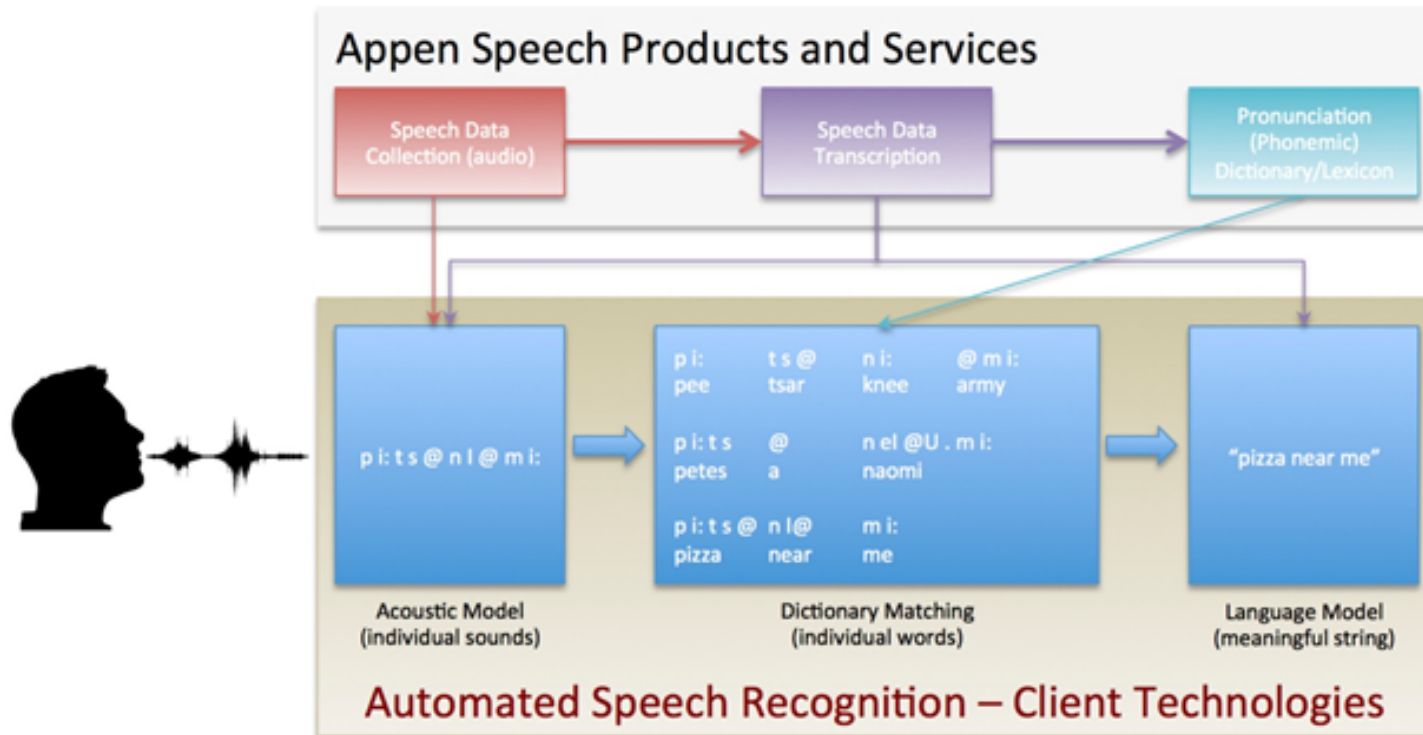 Appen Speech Products and Services
Speech Data
Collection (audio)
Speech Data
Transcription
Pronunciation
(Phonemic)
Dictionary/Lexicon
p i: t s @ n I @ m i:
p i: t s @ n i: @ m i:
pee tsar knee army
p i: t s @ n eI @U . m i:
petes a naomi
p i: t s @ n I@ m i:
pizza near me
“pizza near me”
Acoustic Model
(individual sounds)
Dictionary Matching
(individual words)
Language Model
(meaningful string)
Automated Speech Recognition – Client Technologies